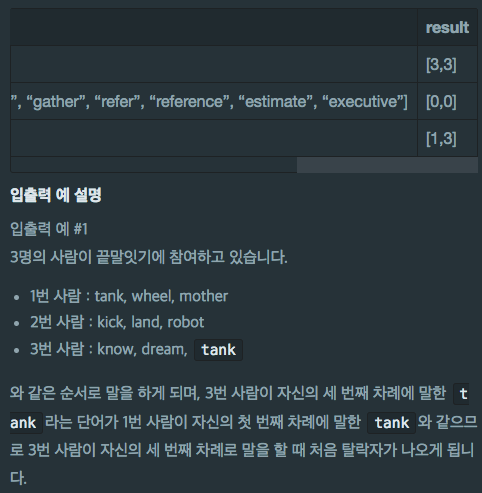 result
[3,3]
”, “gather”, “refer”, “reference”, “estimate”, “executive”] [0,0]
[1,3]
입출력 예 설명
입출력 예 #1
3명의 사람이 끝말잇기에 참여하고 있습니다.
• 1번 사람 : tank, wheel, mother
• 2번 사람 : kick, land, robot
• 3번 사람 : know, dream, tank
와 같은 순서로 말을 하게 되며, 3번 사람이 자신의 세 번째 차례에 말한 t
ank 라는 단어가 1번 사람이 자신의 첫 번째 차례에 말한 tank 와 같으므
로 3번 사람이 자신의 세 번째 차례로 말을 할 때 처음 탈락자가 나오게 됩니
다.